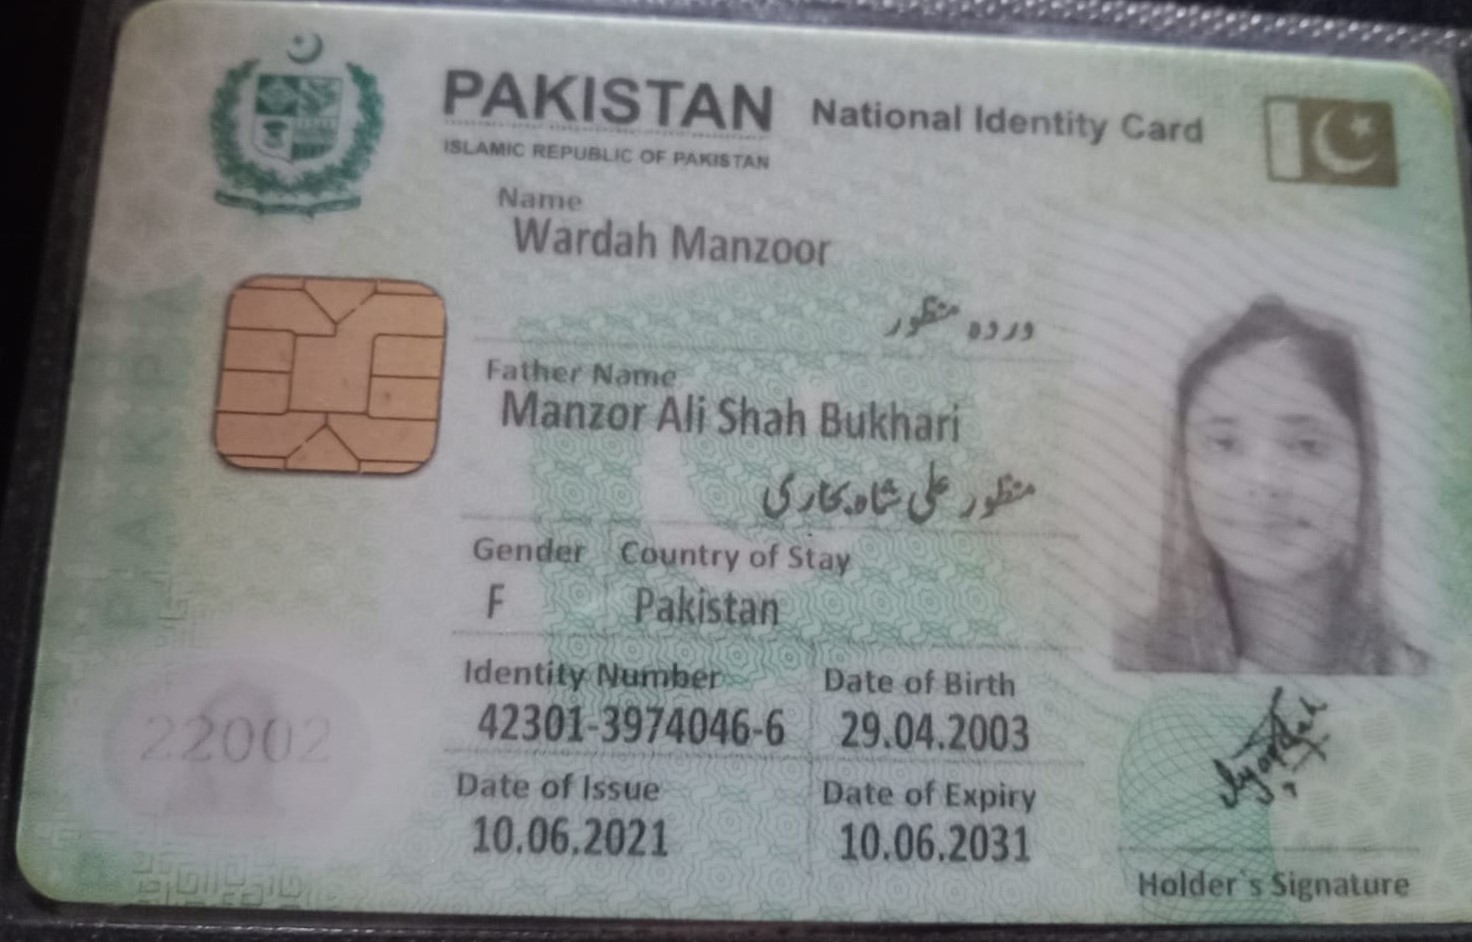 PAKISTAN National Identity Card
ISLAMIC REPUBLIC OF PAKISTAN
Name
Wardah Manzoor
وردہ منظور
Father Name
Manzor Ali Shah Bukhari
منظور علی شاہ بخاری
Gender Country of Stay
F Pakistan
Identity Number Date of Birth
42301-3974046-6 29.04.2003
22002
Date of Issue Date of Expiry
10.06.2021 10.06.2031
Holder's Signature